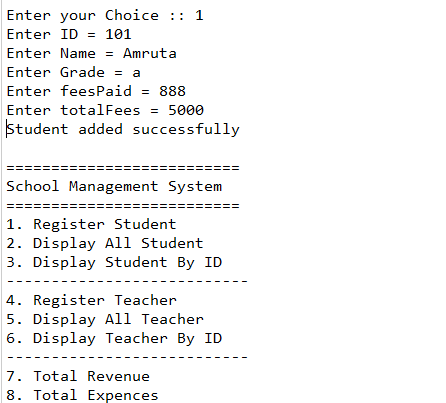 Enter your Choice :: 1
Enter ID = 101
Enter Name = Amruta
Enter Grade = a
Enter feesPaid = 888
Enter totalFees = 5000
Student added successfully
==========================
School Management System
==========================
1. Register Student
2. Display All Student
3. Display Student By ID
---------------------------
4. Register Teacher
5. Display All Teacher
6. Display Teacher By ID
---------------------------
7. Total Revenue
8. Total Expences